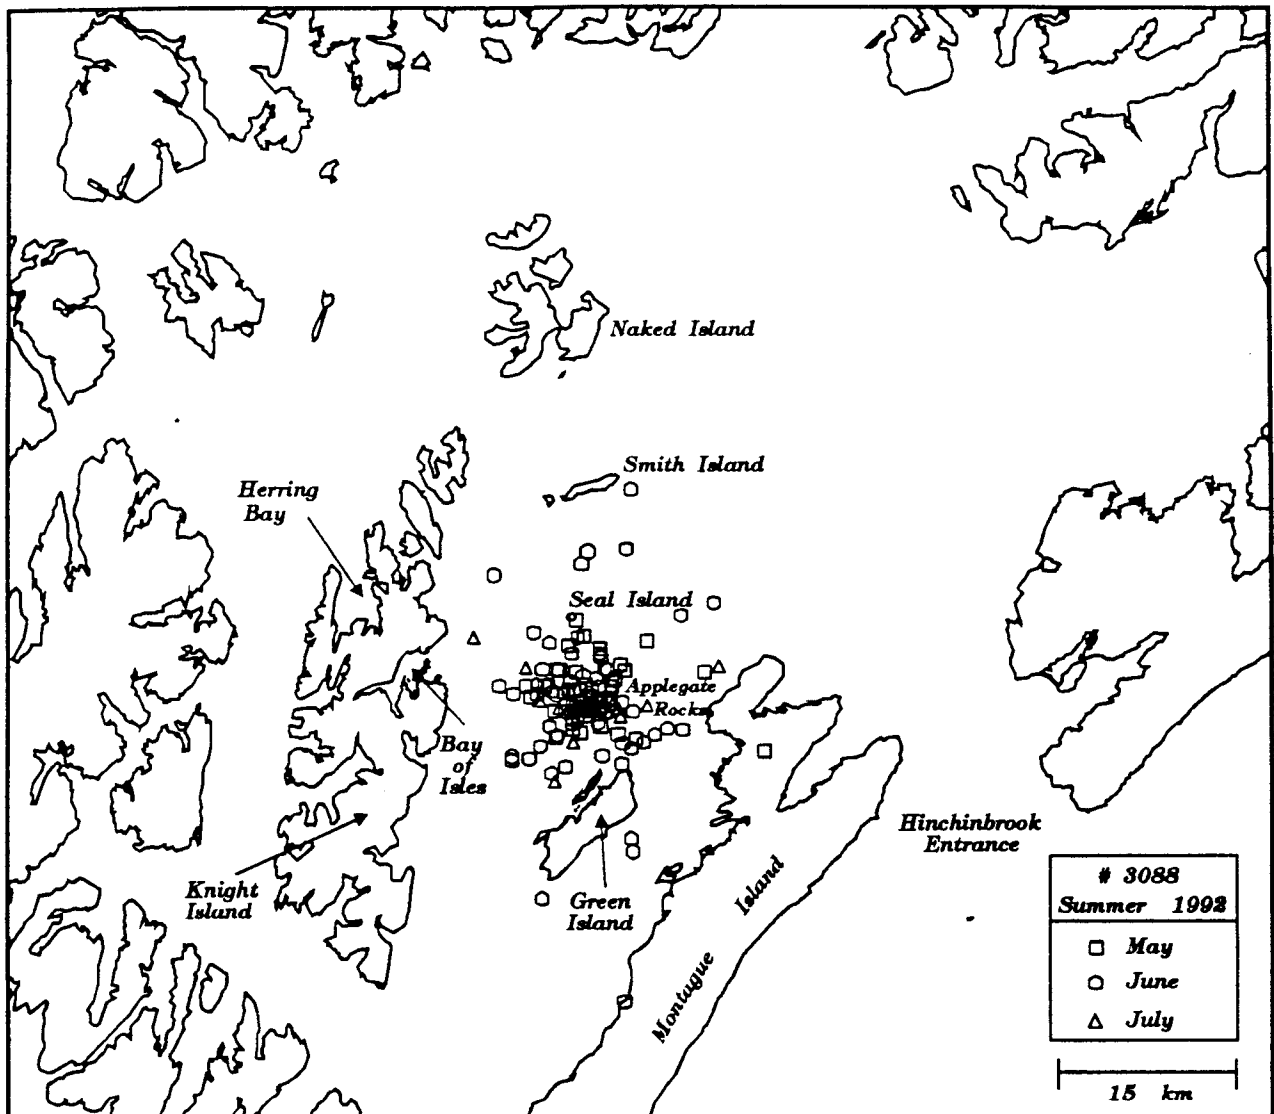 Naked Island
Smith Island
Herring
Bay
Seal Island
Applegate
Rocks
Bay
of
Isles
Hinchinbrook
Entrance
Knight
Island
Green
Island
Montague Island
# 3088
Summer 1992
May
June
July
15 km